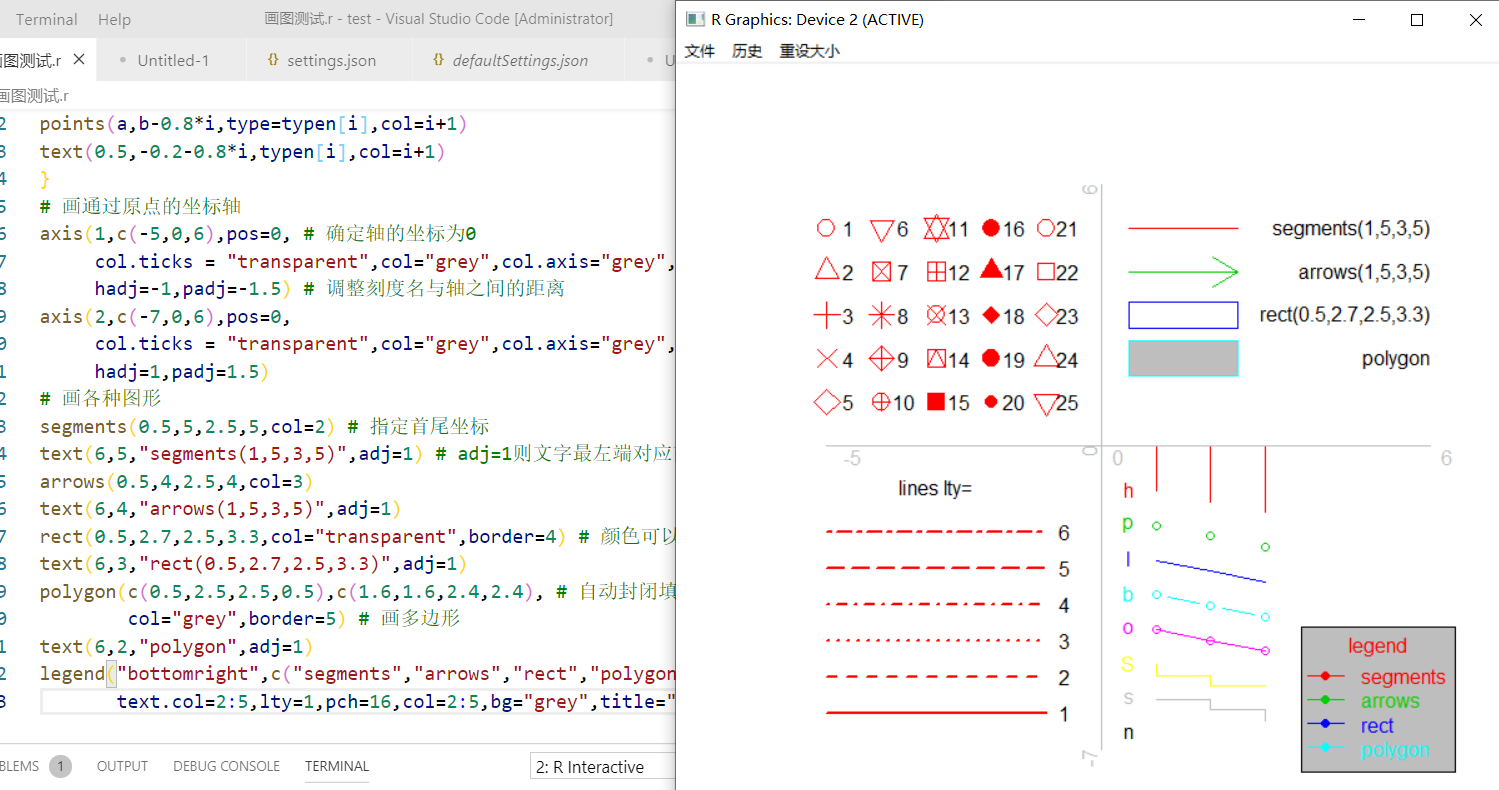 Terminal Help 画图测试.r - test - Visual Studio Code [Administrator]
画图测试.r Untitled-1 {} settings.json {} defaultSettings.json U
画图测试.r
2 points(a,b-0.8*i,type=typen[i],col=i+1)
3 text(0.5,-0.2-0.8*i,typen[i],col=i+1)
4 }
5 # 画通过原点的坐标轴
6 axis(1,c(-5,0,6),pos=0, # 确定轴的坐标为0
7 col.ticks = "transparent",col="grey",col.axis="grey",
8 hadj=-1,padj=-1.5) # 调整刻度名与轴之间的距离
9 axis(2,c(-7,0,6),pos=0,
0 col.ticks = "transparent",col="grey",col.axis="grey",
1 hadj=1,padj=1.5)
2 # 画各种图形
3 segments(0.5,5,2.5,5,col=2) # 指定首尾坐标
4 text(6,5,"segments(1,5,3,5)",adj=1) # adj=1则文字最左端对应
5 arrows(0.5,4,2.5,4,col=3)
6 text(6,4,"arrows(1,5,3,5)",adj=1)
7 rect(0.5,2.7,2.5,3.3,col="transparent",border=4) # 颜色可以
8 text(6,3,"rect(0.5,2.7,2.5,3.3)",adj=1)
9 polygon(c(0.5,2.5,2.5,0.5),c(1.6,1.6,2.4,2.4), # 自动封闭填
0 col="grey",border=5) # 画多边形
1 text(6,2,"polygon",adj=1)
2 legend("bottomright",c("segments","arrows","rect","polygon
3 text.col=2:5,lty=1,pch=16,col=2:5,bg="grey",title="
BLEMS 1 OUTPUT DEBUG CONSOLE TERMINAL 2: R Interactive
R Graphics: Device 2 (ACTIVE)
文件 历史 重设大小
6
1 6 11 16 21 segments(1,5,3,5)
2 7 12 17 22 arrows(1,5,3,5)
3 8 13 18 23 rect(0.5,2.7,2.5,3.3)
4 9 14 19 24 polygon
5 10 15 20 25
-5 0 0 6
lines lty=
6
5
4
3
2
1
h
p
l
b
o
S
s
n
-7
legend
segments
arrows
rect
polygon